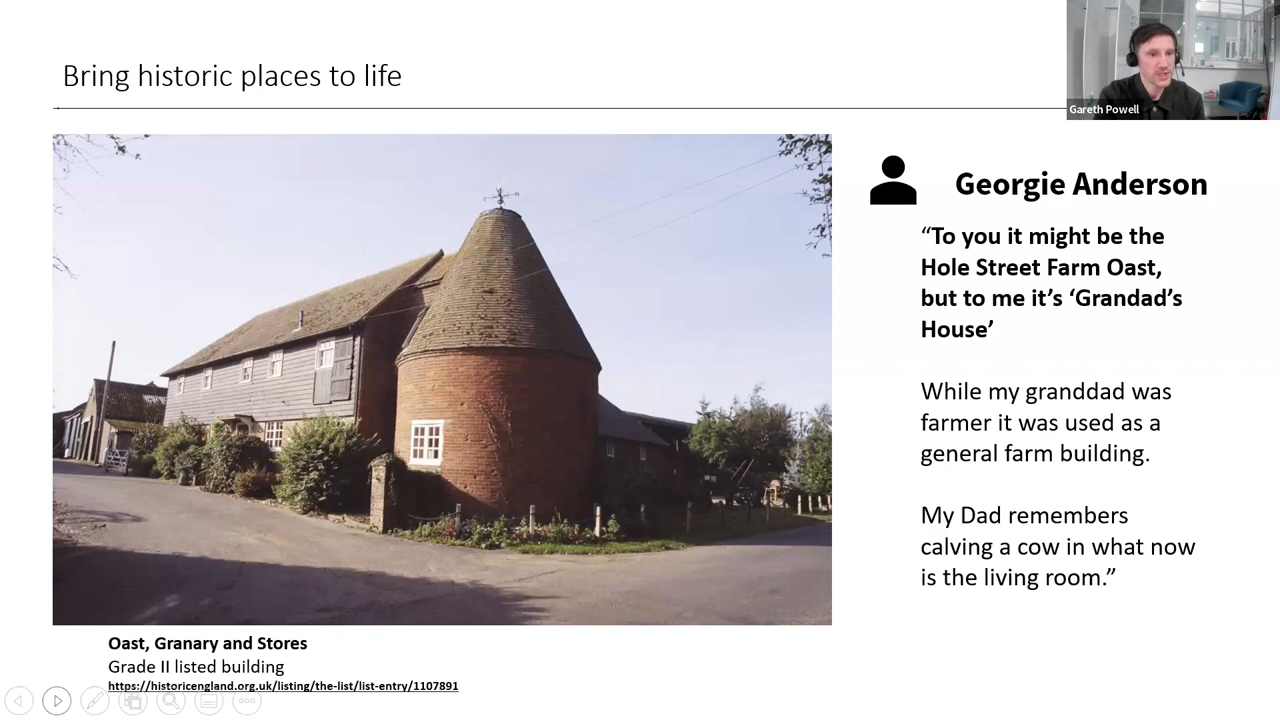 Bring historic places to life
Gareth Powell
Georgie Anderson
“To you it might be the
Hole Street Farm Oast,
but to me it’s ‘Grandad’s
House’
While my granddad was
farmer it was used as a
general farm building.
My Dad remembers
calving a cow in what now
is the living room.”
Oast, Granary and Stores
Grade II listed building
https://historicengland.org.uk/listing/the-list/list-entry/1107891